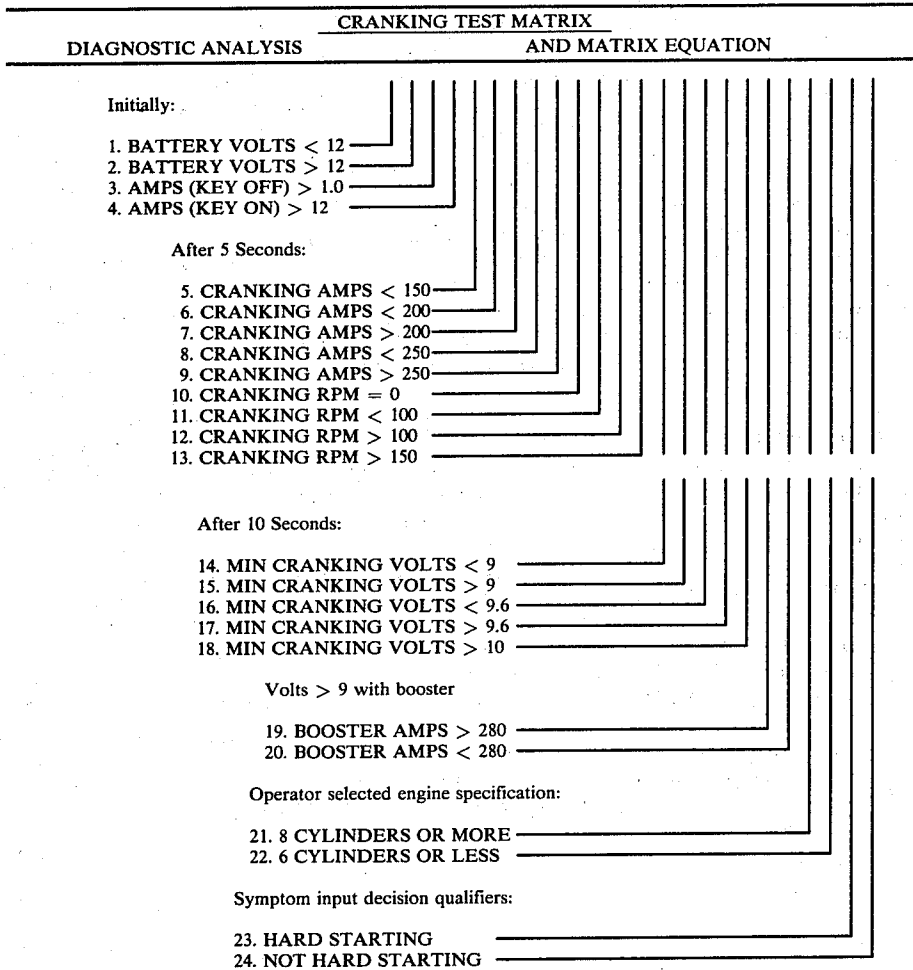 CRANKING TEST MATRIX
DIAGNOSTIC ANALYSIS AND MATRIX EQUATION
Initially:
1. BATTERY VOLTS < 12
2. BATTERY VOLTS > 12
3. AMPS (KEY OFF) > 1.0
4. AMPS (KEY ON) > 12
After 5 Seconds:
5. CRANKING AMPS < 150
6. CRANKING AMPS < 200
7. CRANKING AMPS > 200
8. CRANKING AMPS < 250
9. CRANKING AMPS > 250
10. CRANKING RPM = 0
11. CRANKING RPM < 100
12. CRANKING RPM > 100
13. CRANKING RPM > 150
After 10 Seconds:
14. MIN CRANKING VOLTS < 9
15. MIN CRANKING VOLTS > 9
16. MIN CRANKING VOLTS < 9.6
17. MIN CRANKING VOLTS > 9.6
18. MIN CRANKING VOLTS > 10
Volts > 9 with booster
19. BOOSTER AMPS > 280
20. BOOSTER AMPS < 280
Operator selected engine specification:
21. 8 CYLINDERS OR MORE
22. 6 CYLINDERS OR LESS
Symptom input decision qualifiers:
23. HARD STARTING
24. NOT HARD STARTING